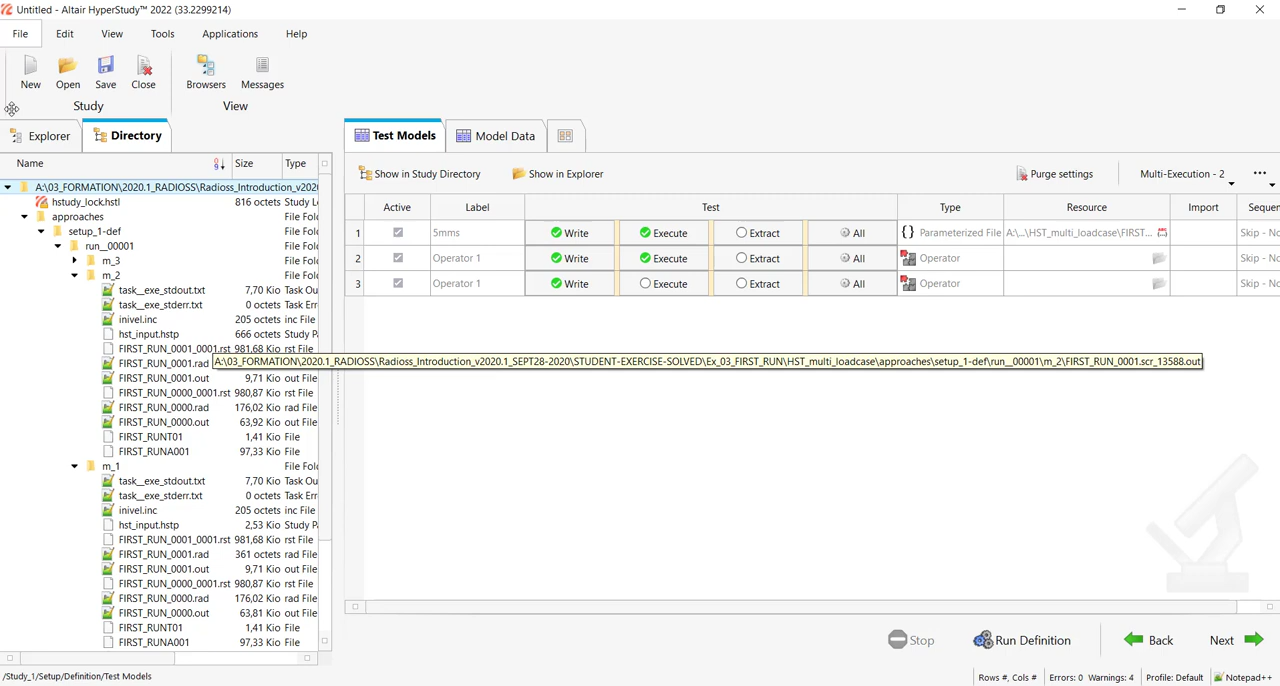 Untitled - Altair HyperStudy™ 2022 (33.2299214)
File Edit View Tools Applications Help
New Open Save Close Browsers Messages
Study View
Explorer Directory Test Models Model Data
Name Size Type
Show in Study Directory Show in Explorer Purge settings Multi-Execution - 2 ...
A:\03_FORMATION\2020.1_RADIOSS\Radioss_Introduction_v2020
hstudy_lock.hstl 816 octets Study L
approaches File Fold
setup_1-def File Fold
run__00001 File Fold
m_3 File Fold
m_2 File Fold
task__exe_stdout.txt 7,70 Kio Task Ou
task__exe_stderr.txt 0 octets Task Err
inivel.inc 205 octets inc File
hst_input.hstp 666 octets Study Pa
FIRST_RUN_0001_0001.rst 981,68 Kio rst File
FIRST_RUN_0001.rad
FIRST_RUN_0001.out 9,71 Kio out File
FIRST_RUN_0000_0001.rst 980,87 Kio rst File
FIRST_RUN_0000.rad 176,02 Kio rad File
FIRST_RUN_0000.out 63,92 Kio out File
FIRST_RUNT01 1,41 Kio File
FIRST_RUNA001 97,33 Kio File
m_1 File Fold
task__exe_stdout.txt 7,70 Kio Task Ou
task__exe_stderr.txt 0 octets Task Err
inivel.inc 205 octets inc File
hst_input.hstp 2,53 Kio Study Pa
FIRST_RUN_0001_0001.rst 981,68 Kio rst File
FIRST_RUN_0001.rad 361 octets rad File
FIRST_RUN_0001.out 9,71 Kio out File
FIRST_RUN_0000_0001.rst 980,87 Kio rst File
FIRST_RUN_0000.rad 176,02 Kio rad File
FIRST_RUN_0000.out 63,81 Kio out File
FIRST_RUNT01 1,41 Kio File
FIRST_RUNA001 97,33 Kio File
A:\03_FORMATION\2020.1_RADIOSS\Radioss_Introduction_v2020.1_SEPT28-2020\STUDENT-EXERCISE-SOLVED\Ex_03_FIRST_RUN\HST_multi_loadcase\approaches\setup_1-def\run__00001\m_2\FIRST_RUN_0001.scr_13588.out
Active Label Test Type Resource Import Sequen
1 5mms Write Execute Extract All {} Parameterized File A:\...\HST_multi_loadcase\FIRST... Skip - No
2 Operator 1 Write Execute Extract All Operator Skip - No
3 Operator 1 Write Execute Extract All Operator Skip - No
Stop Run Definition Back Next
/Study_1/Setup/Definition/Test Models
Rows #, Cols # Errors: 0 Warnings: 4 Profile: Default Notepad++